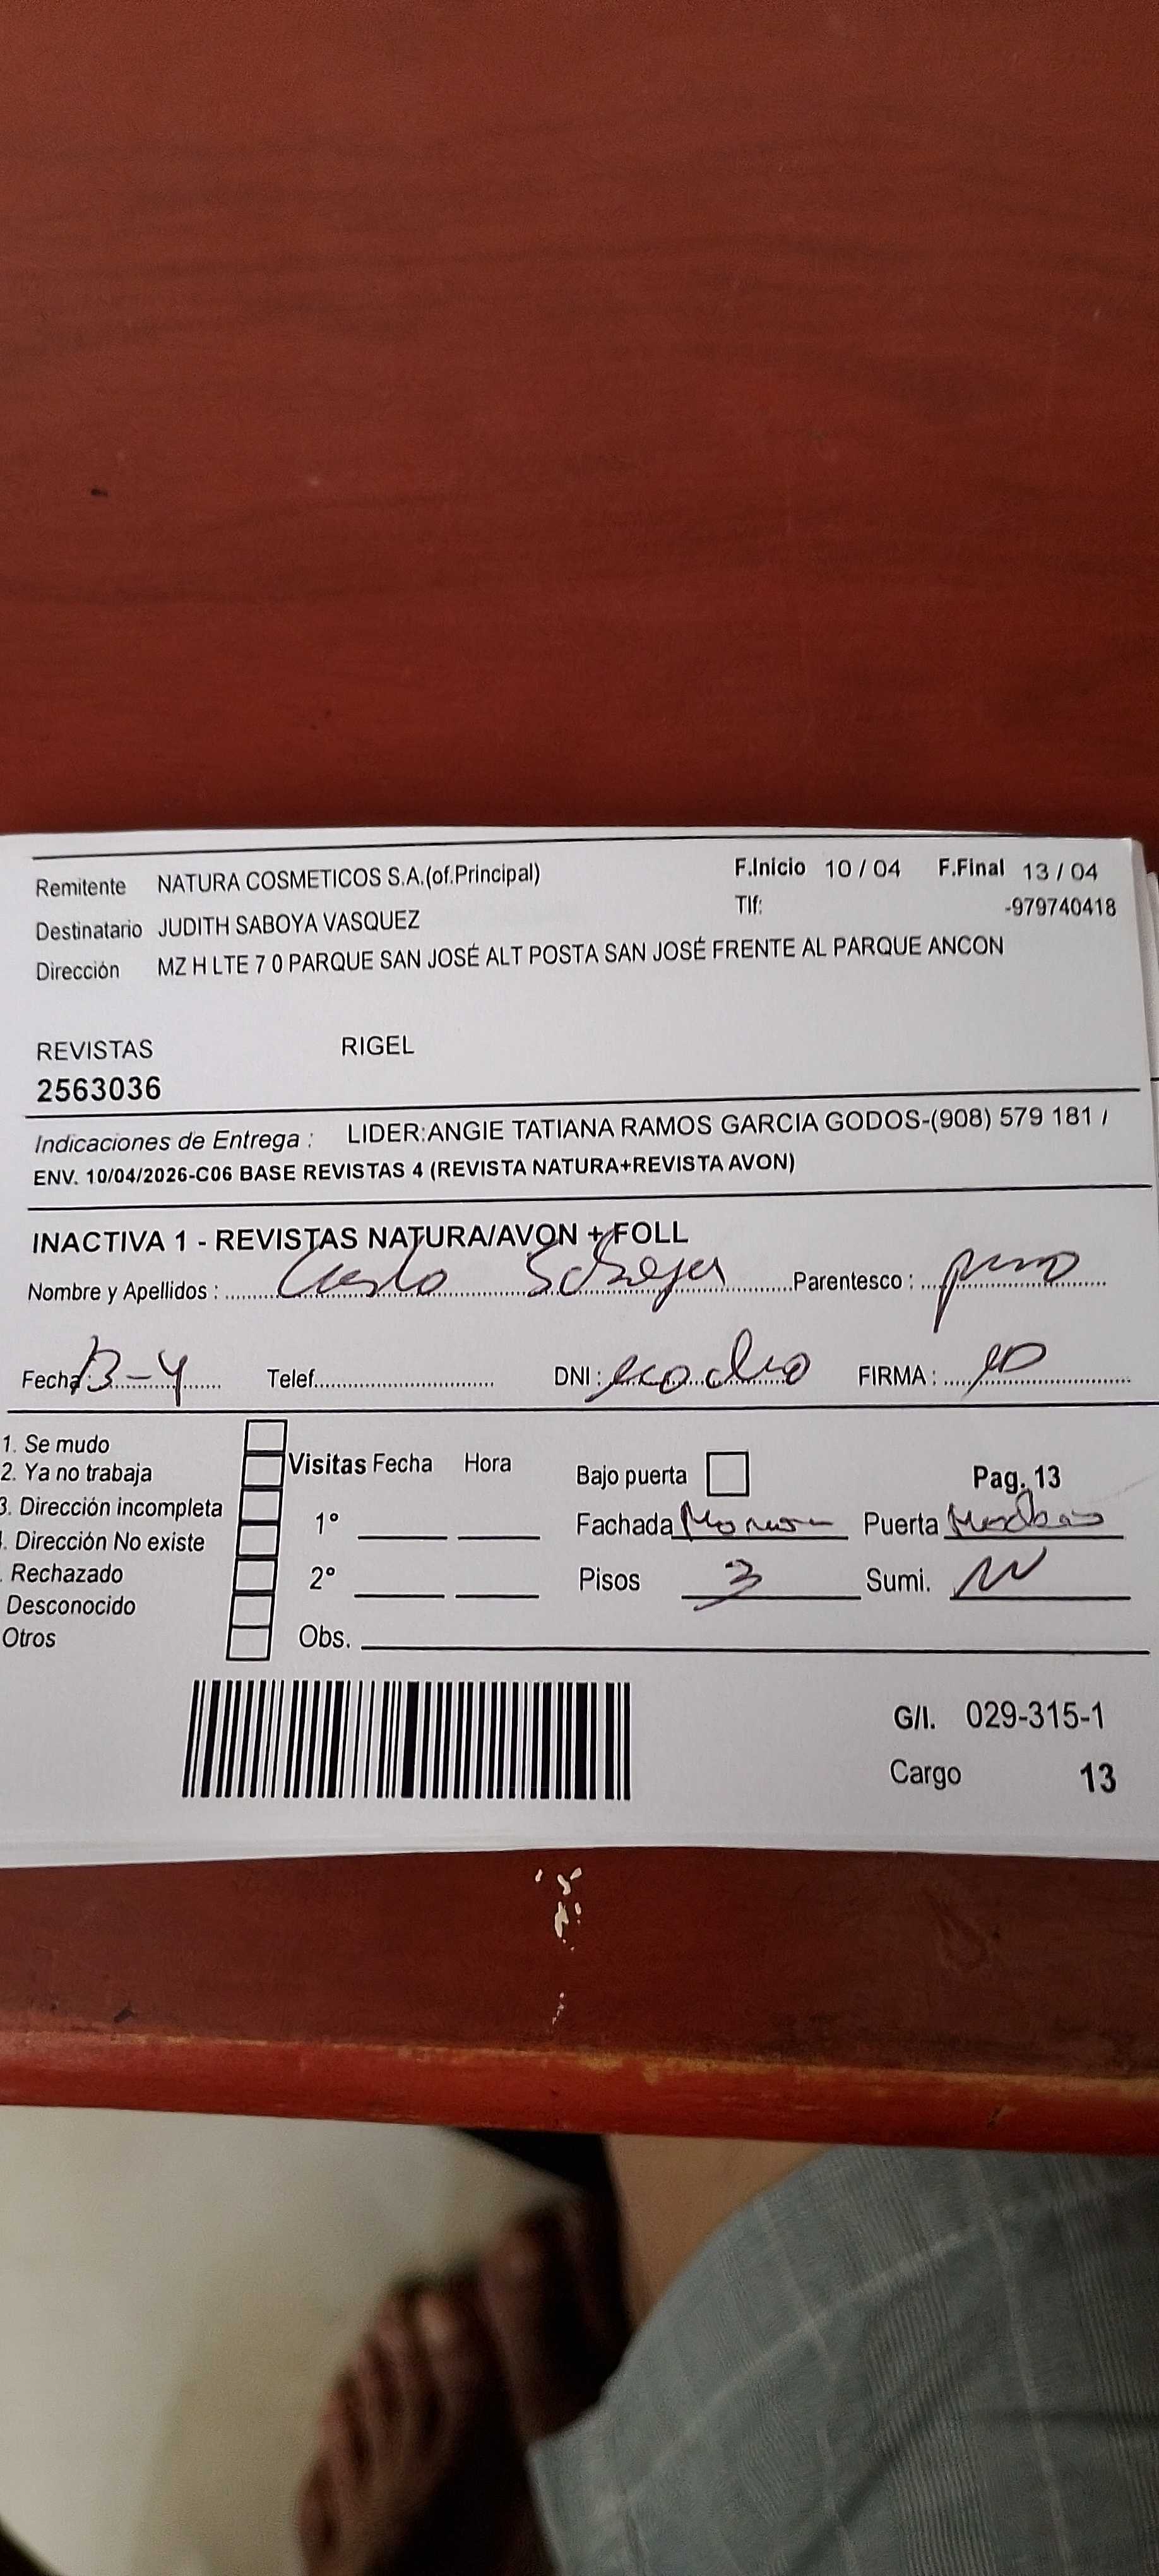 Remitente NATURA COSMETICOS S.A.(of.Principal) F.Inicio 10 / 04 F.Final 13 / 04
Destinatario JUDITH SABOYA VASQUEZ Tlf: -979740418
Dirección MZ H LTE 7 0 PARQUE SAN JOSÉ ALT POSTA SAN JOSÉ FRENTE AL PARQUE ANCON
REVISTAS RIGEL
2563036
Indicaciones de Entrega : LIDER:ANGIE TATIANA RAMOS GARCIA GODOS-(908) 579 181 /
ENV. 10/04/2026-C06 BASE REVISTAS 4 (REVISTA NATURA+REVISTA AVON)
INACTIVA 1 - REVISTAS NATURA/AVON + FOLL
Nombre y Apellidos : Parentesco :
Fecha 13-4 Telef. DNI : FIRMA :
1. Se mudo
2. Ya no trabaja Visitas Fecha Hora Bajo puerta Pag. 13
3. Dirección incompleta 1° Fachada Puerta
. Dirección No existe
. Rechazado 2° Pisos 3 Sumi.
Desconocido
Otros Obs.
G/I. 029-315-1
Cargo 13